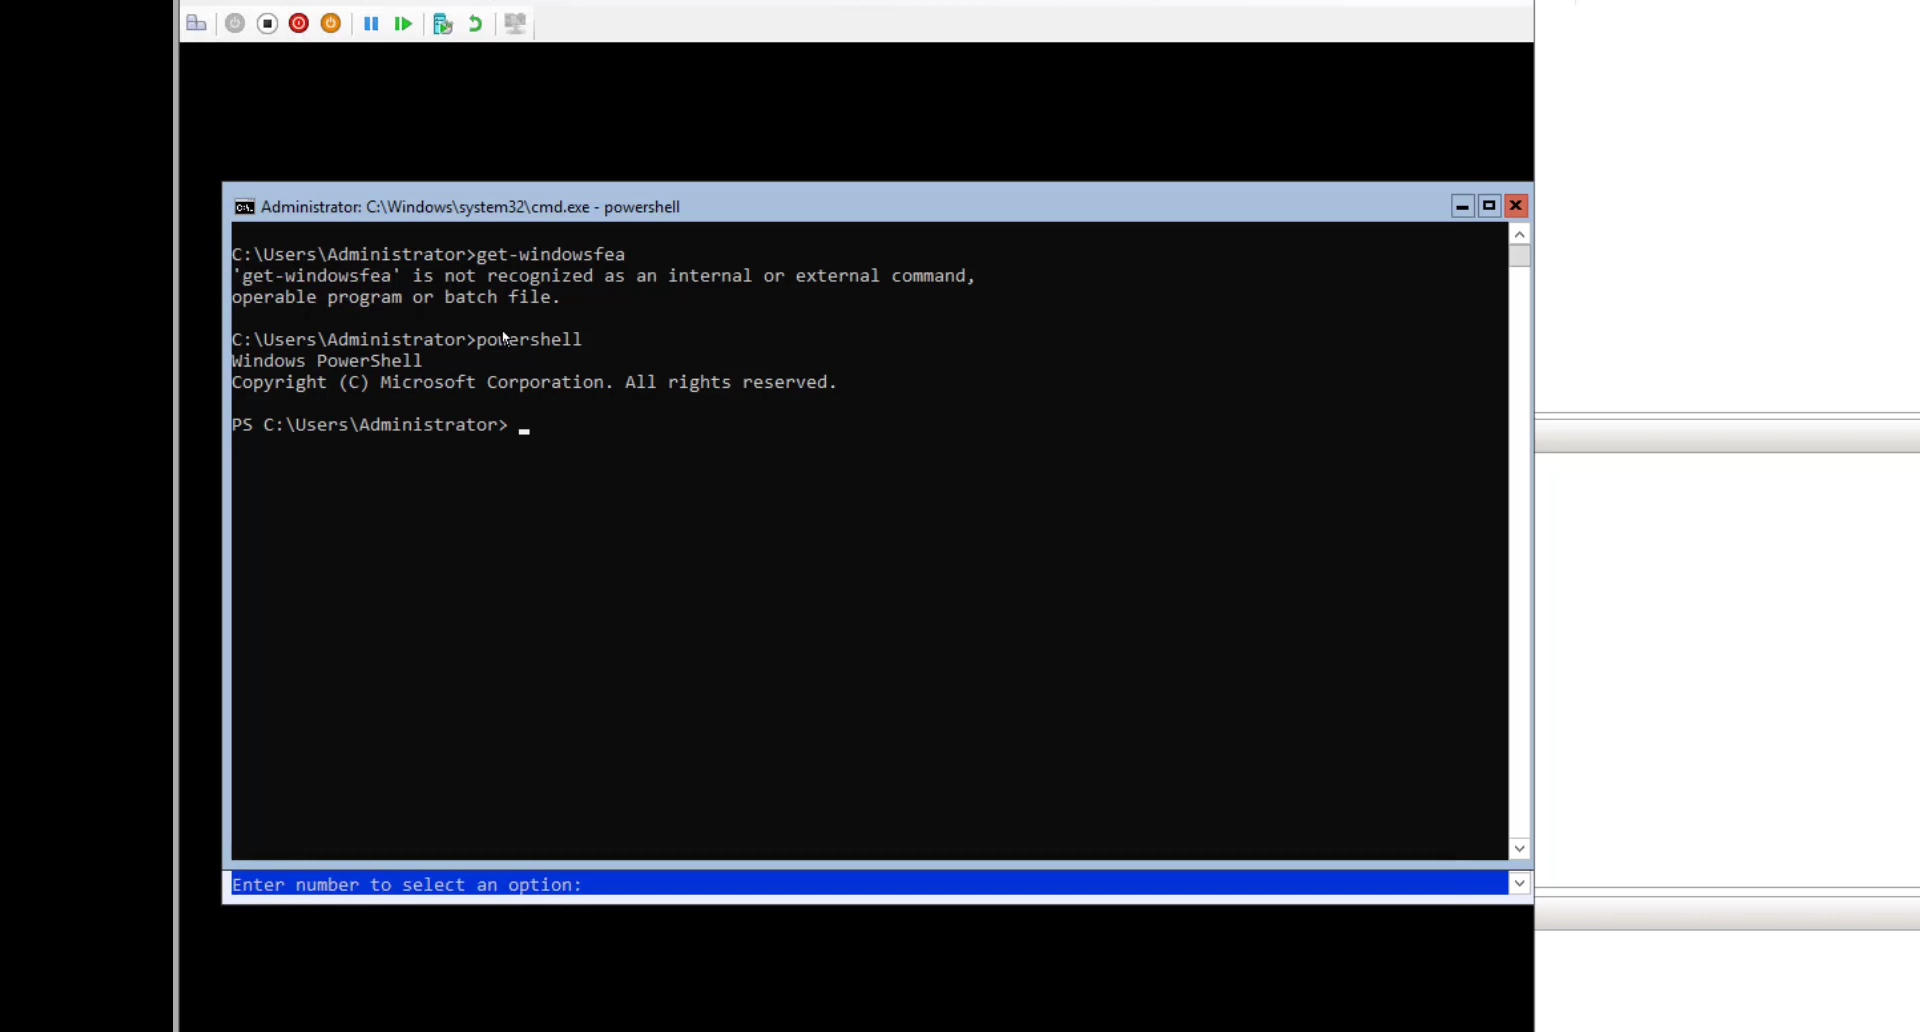 Administrator: C:\Windows\system32\cmd.exe - powershell
C:\Users\Administrator>get-windowsfea
'get-windowsfea' is not recognized as an internal or external command,
operable program or batch file.
C:\Users\Administrator>powershell
Windows PowerShell
Copyright (C) Microsoft Corporation. All rights reserved.
PS C:\Users\Administrator>
Enter number to select an option: